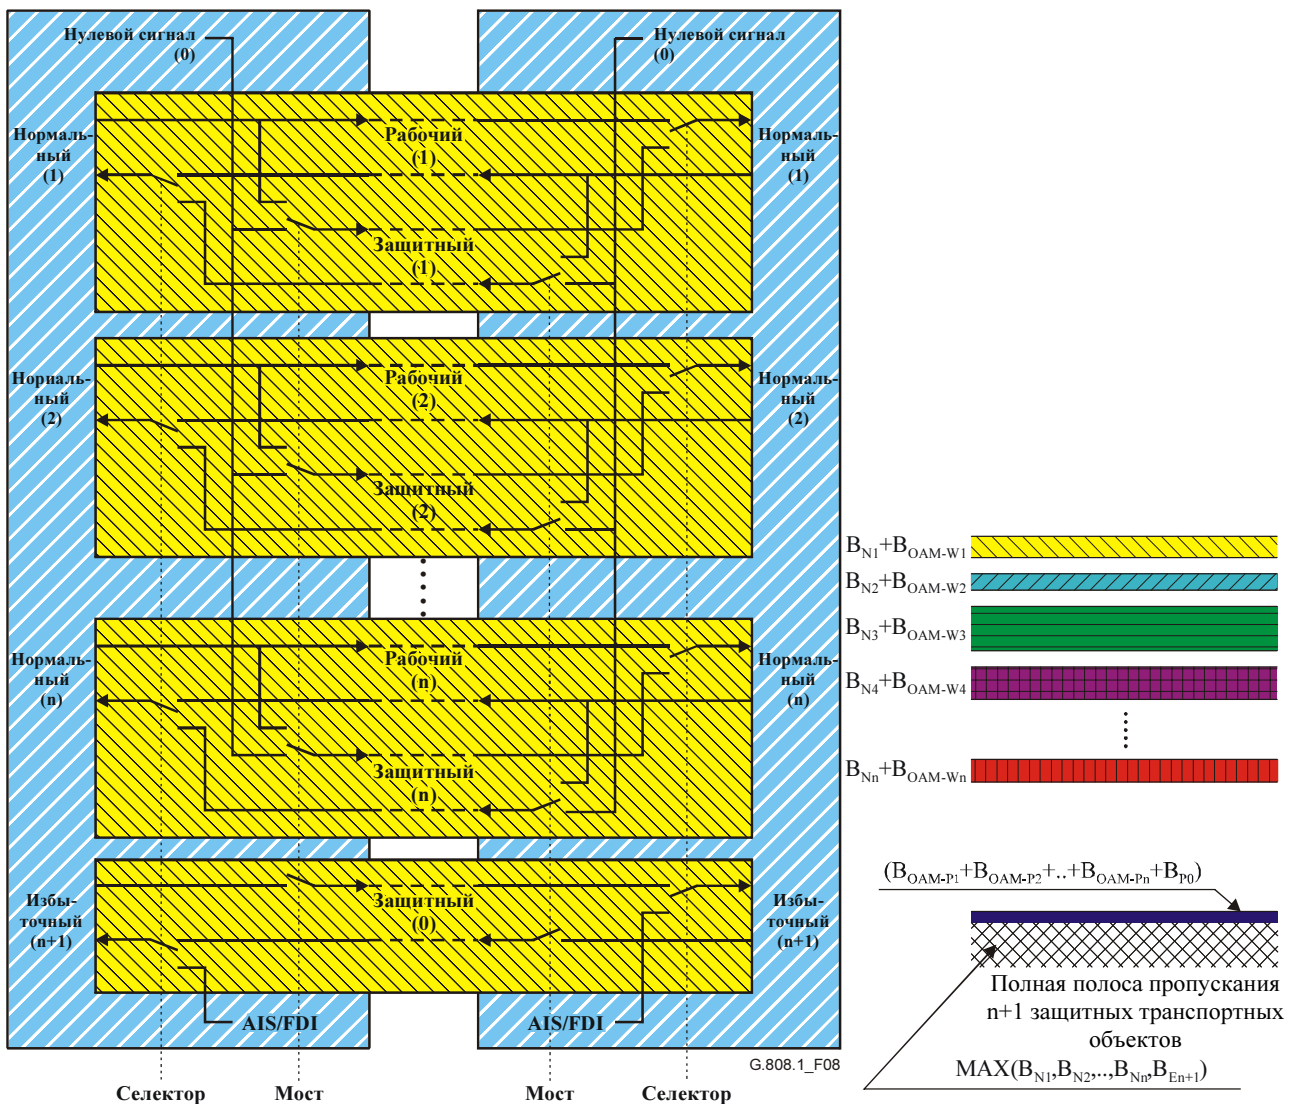 Нулевой сигнал
(0)
Нулевой сигнал
(0)
Нормаль-
ный
(1)
Рабочий
(1)
Нормаль-
ный
(1)
Защитный
(1)
Нориаль-
ный
(2)
Рабочий
(2)
Нормаль-
ный
(2)
Защитный
(2)
Нормаль-
ный
(n)
Рабочий
(n)
Нормаль-
ный
(n)
Защитный
(n)
Избы-
точный
(n+1)
Защитный
(0)
Избы-
точный
(n+1)
AIS/FDI
AIS/FDI
G.808.1_F08
Селектор
Мост
Мост
Селектор
BN1+BOAM-W1
BN2+BOAM-W2
BN3+BOAM-W3
BN4+BOAM-W4
BNn+BOAM-Wn
(BOAM-P1+BOAM-P2+..+BOAM-Pn+BP0)
Полная полоса пропускания
n+1 защитных транспортных
объектов
MAX(BN1,BN2,..,BNn,BEn+1)